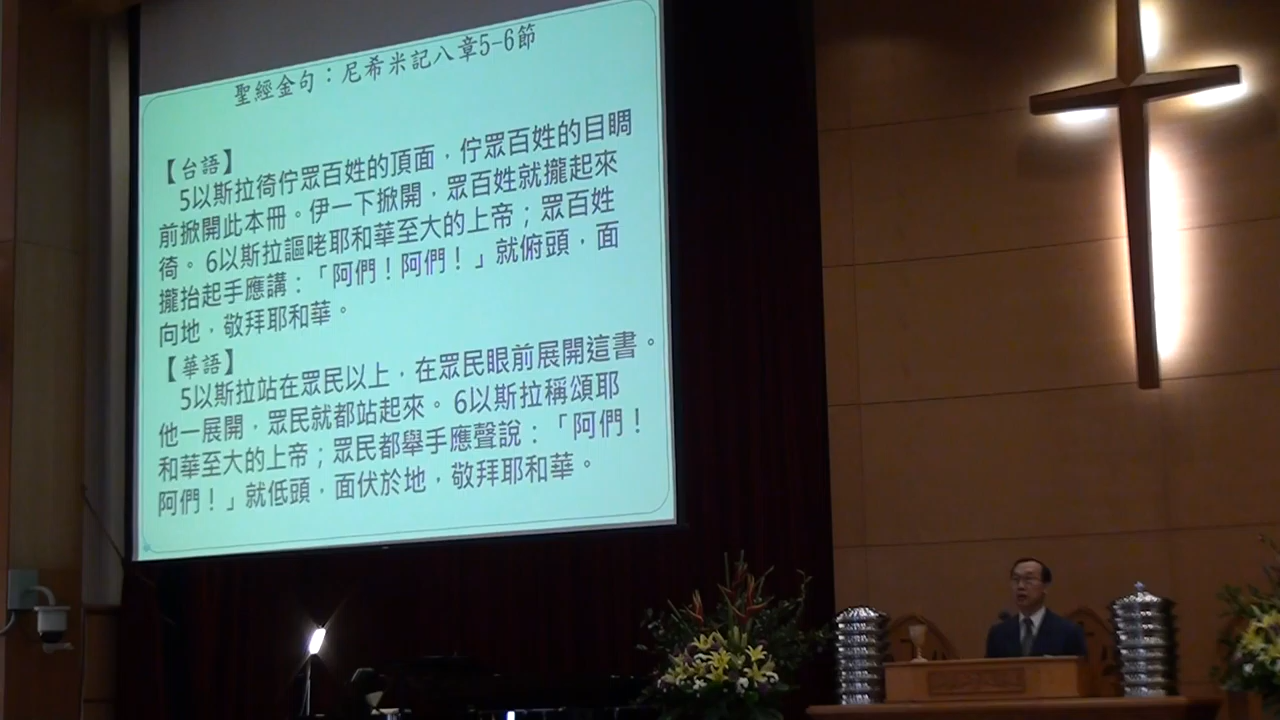 聖經金句：尼希米記八章5-6節
【台語】
5以斯拉徛佇眾百姓的頂面，佇眾百姓的目睭
前掀開此本冊。伊一下掀開，眾百姓就攏起來
徛。6以斯拉謳咾耶和華至大的上帝；眾百姓
攏抬起手應講：「阿們！阿們！」就俯頭，面
向地，敬拜耶和華。
【華語】
5以斯拉站在眾民以上，在眾民眼前展開這書。
他一展開，眾民就都站起來。6以斯拉稱頌耶
和華至大的上帝；眾民都舉手應聲說：「阿們！
阿們！」就低頭，面伏於地，敬拜耶和華。